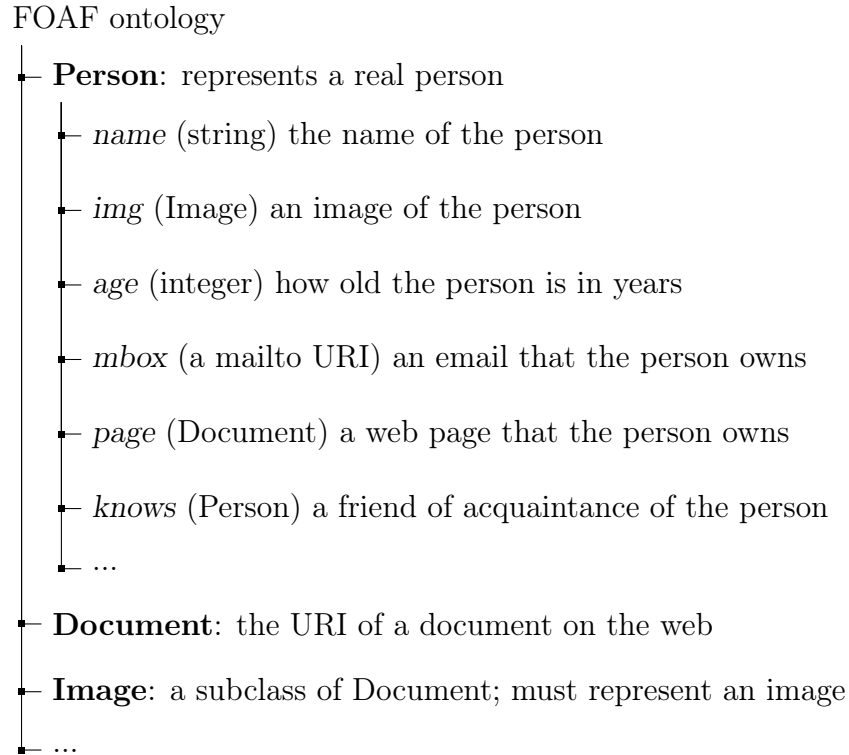 FOAF ontology
Person: represents a real person
name (string) the name of the person
img (Image) an image of the person
age (integer) how old the person is in years
mbox (a mailto URI) an email that the person owns
page (Document) a web page that the person owns
knows (Person) a friend of acquaintance of the person
...
Document: the URI of a document on the web
Image: a subclass of Document; must represent an image
...